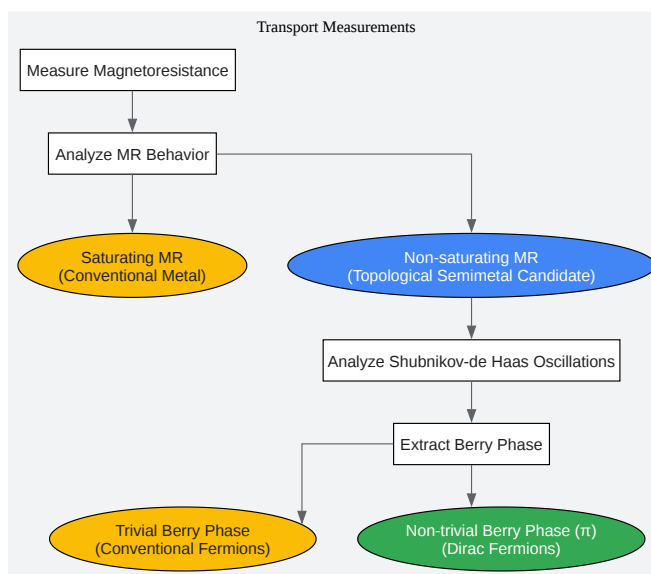 Transport Measurements
Measure Magnetoresistance
Analyze MR Behavior
Saturating MR
(Conventional Metal)
Non-saturating MR
(Topological Semimetal Candidate)
Analyze Shubnikov-de Haas Oscillations
Extract Berry Phase
Trivial Berry Phase
(Conventional Fermions)
Non-trivial Berry Phase (π)
(Dirac Fermions)